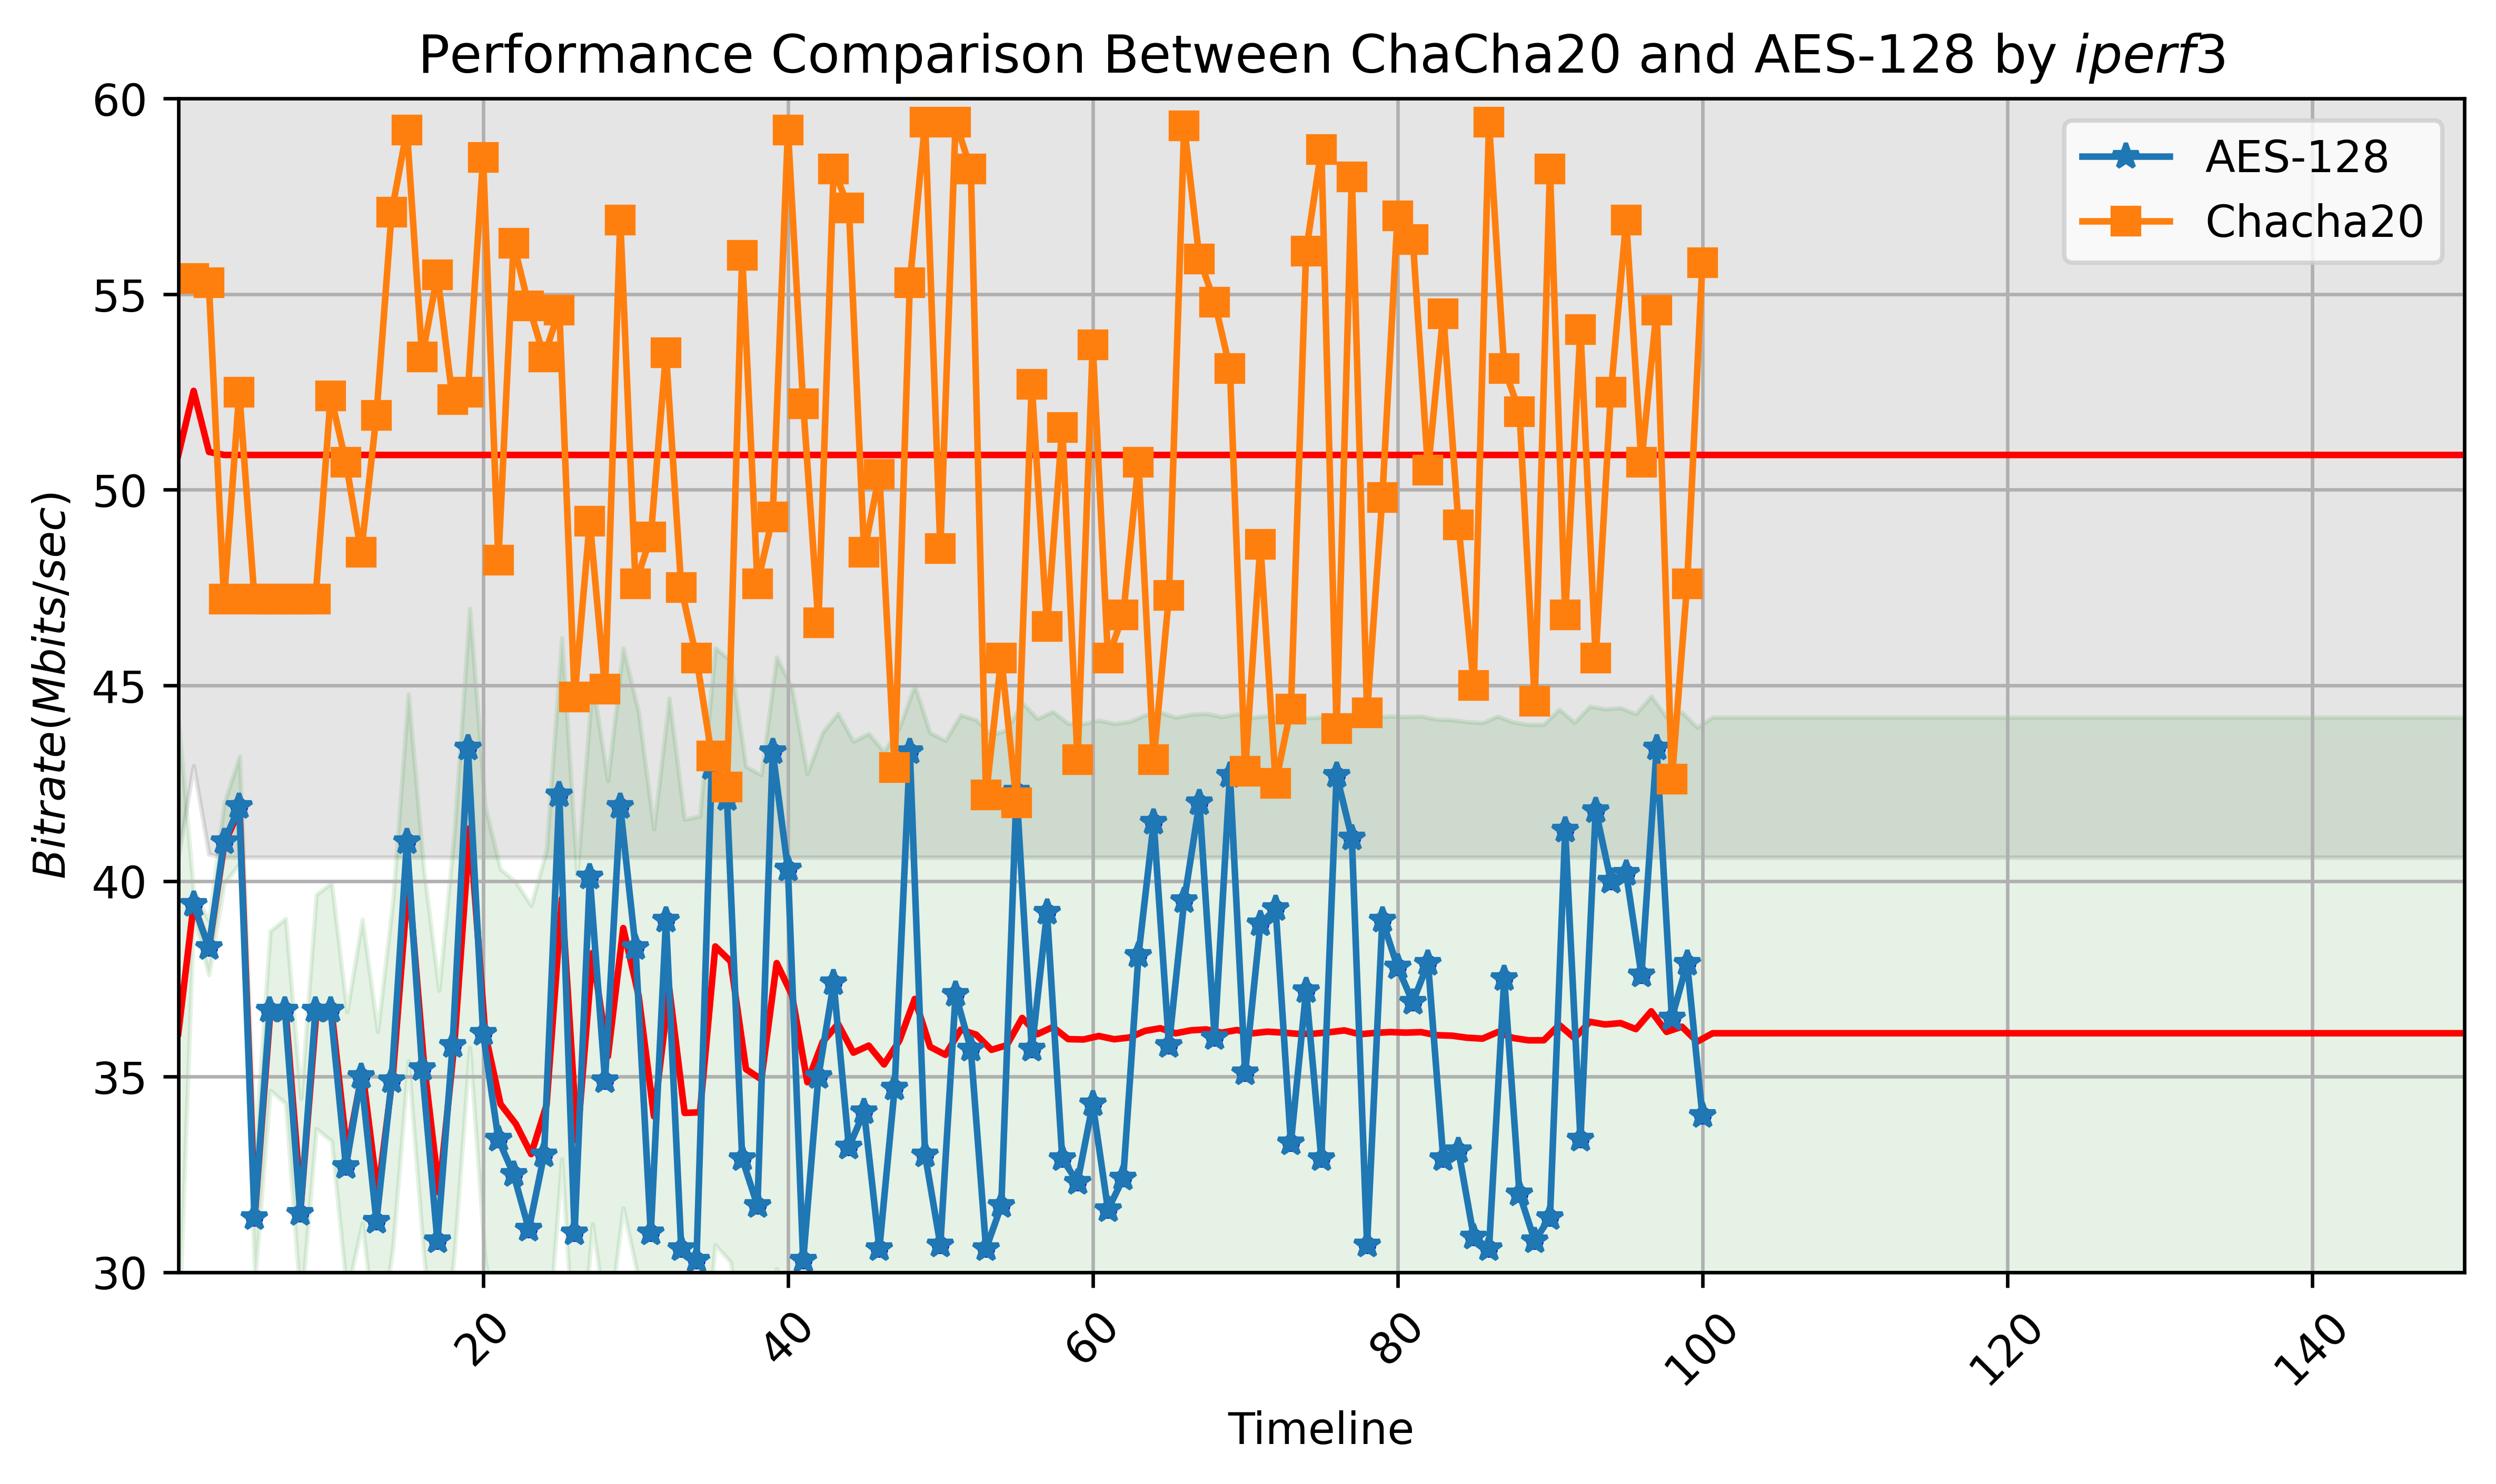 Performance Comparison Between ChaCha20 and AES-128 by iperf3
60
55
50
45
40
35
30
Bitrate(Mbits/sec)
AES-128
Chacha20
20
40
60
80
100
120
140
Timeline